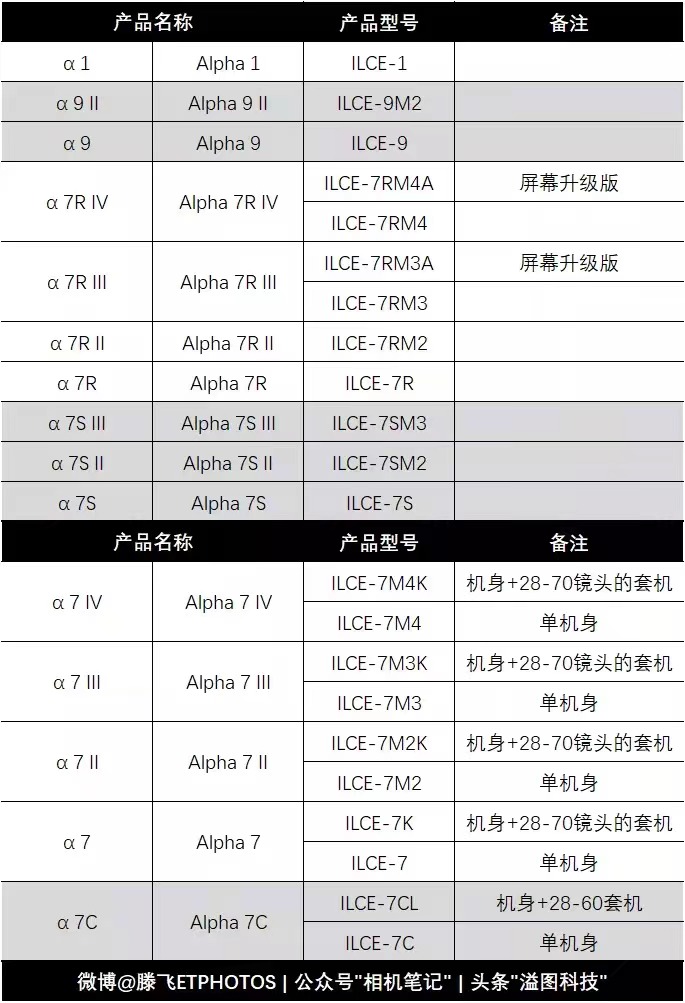 产品名称 产品型号 备注
α 1 Alpha 1 ILCE-1
α 9 II Alpha 9 II ILCE-9M2
α 9 Alpha 9 ILCE-9
α 7R IV Alpha 7R IV ILCE-7RM4A 屏幕升级版
ILCE-7RM4
α 7R III Alpha 7R III ILCE-7RM3A 屏幕升级版
ILCE-7RM3
α 7R II Alpha 7R II ILCE-7RM2
α 7R Alpha 7R ILCE-7R
α 7S III Alpha 7S III ILCE-7SM3
α 7S II Alpha 7S II ILCE-7SM2
α 7S Alpha 7S ILCE-7S
产品名称 产品型号 备注
α 7 IV Alpha 7 IV ILCE-7M4K 机身+28-70镜头的套机
ILCE-7M4 单机身
α 7 III Alpha 7 III ILCE-7M3K 机身+28-70镜头的套机
ILCE-7M3 单机身
α 7 II Alpha 7 II ILCE-7M2K 机身+28-70镜头的套机
ILCE-7M2 单机身
α 7 Alpha 7 ILCE-7K 机身+28-70镜头的套机
ILCE-7 单机身
α 7C Alpha 7C ILCE-7CL 机身+28-60套机
ILCE-7C 单机身
微博@滕飞ETPHOTOS | 公众号"相机笔记" | 头条"溢图科技"